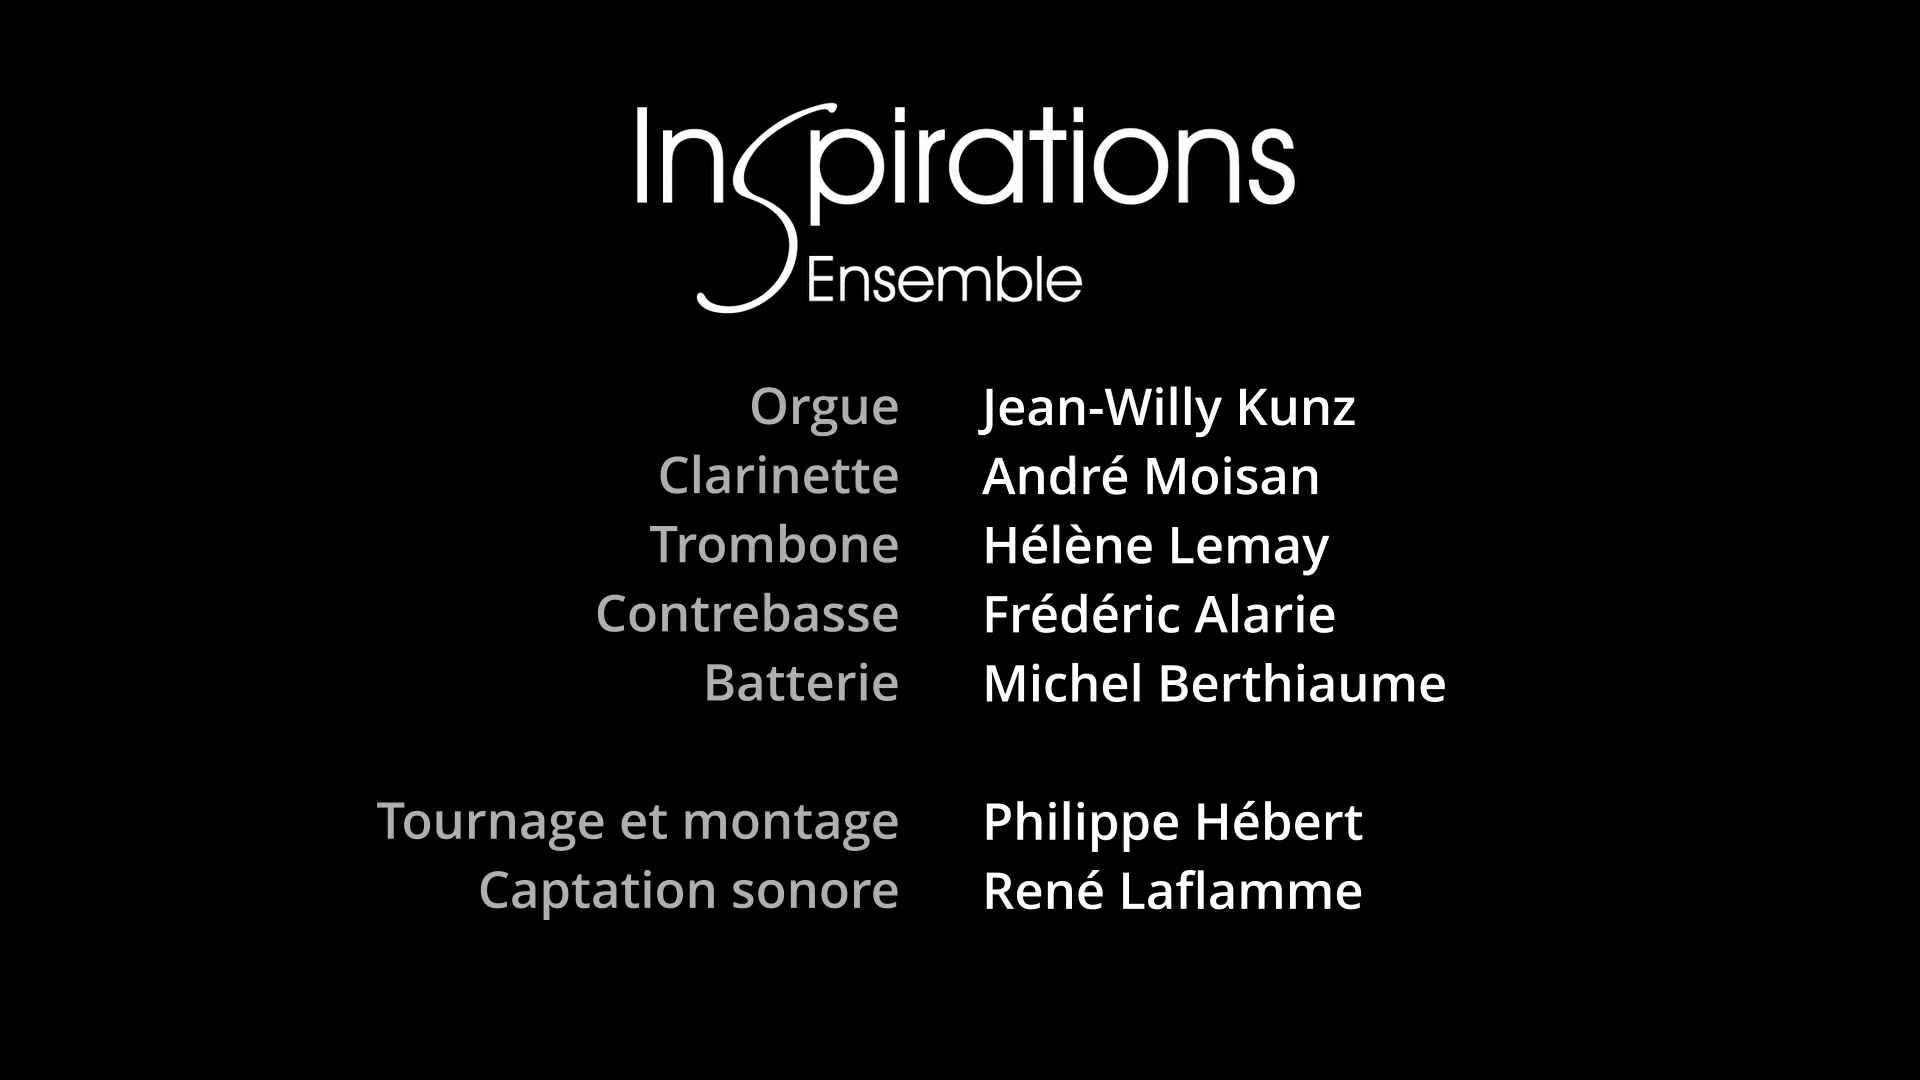 Inspirations
Ensemble
Orgue Jean-Willy Kunz
Clarinette André Moisan
Trombone Hélène Lemay
Contrebasse Frédéric Alarie
Batterie Michel Berthiaume
Tournage et montage Philippe Hébert
Captation sonore René Laflamme